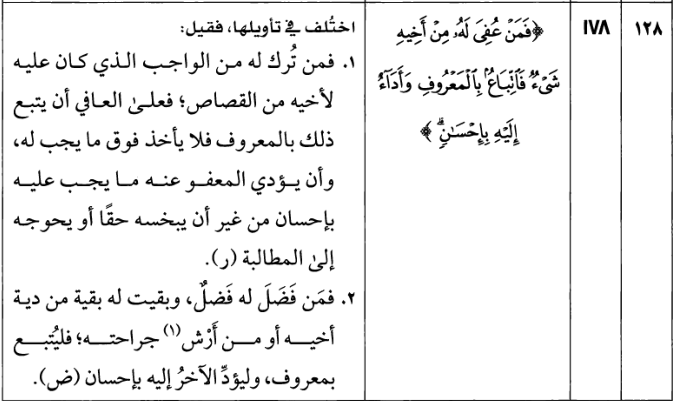 ١٢٨
١٧٨
﴿فَمَنْ عُفِيَ لَهُۥ مِنْ أَخِيهِ
شَىْءٌ فَٱتِّبَاعٌۢ بِٱلْمَعْرُوفِ وَأَدَآءٌ
إِلَيْهِ بِإِحْسَٰنٍۗ﴾
اختُلف في تأويلها، فقيل:
١. فمن تُرك له من الواجب الذي كان عليه
لأخيه من القصاص؛ فعلىٰ العافي أن يتبع
ذلك بالمعروف فلا يأخذ فوق ما يجب له،
وأن يؤدي المعفو عنه ما يجب عليه
بإحسان من غير أن يبخسه حقًا أو يحوجه
إلىٰ المطالبة (ر).
٢. فمَن فَضَلَ له فَضلٌ، وبقيت له بقية من دية
أخيه أو من أَرْش(١) جراحته؛ فليُتبع
بمعروف، وليؤدِّ الآخرُ إليه بإحسان (ض).